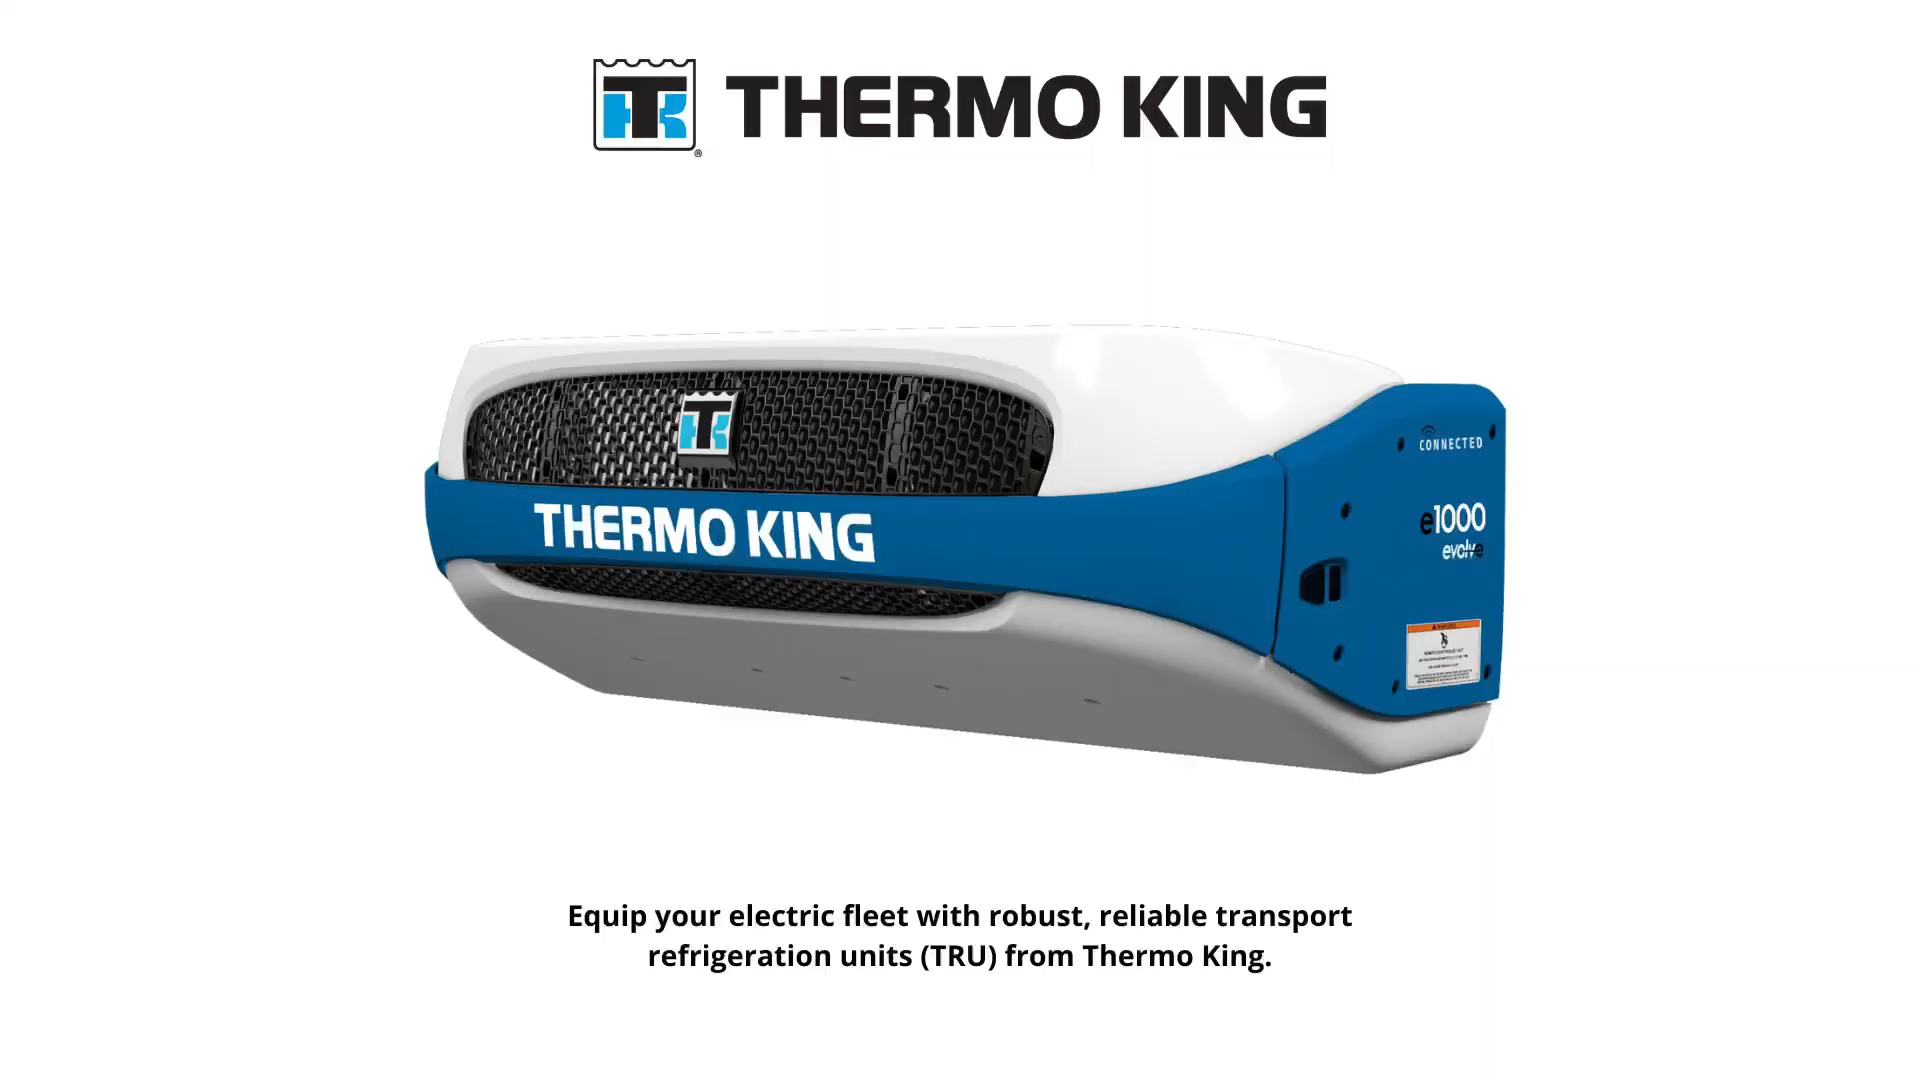 THERMO KING
CONNECTED
e1000
evolve
THERMO KING
WARNING
Equip your electric fleet with robust, reliable transport
refrigeration units (TRU) from Thermo King.